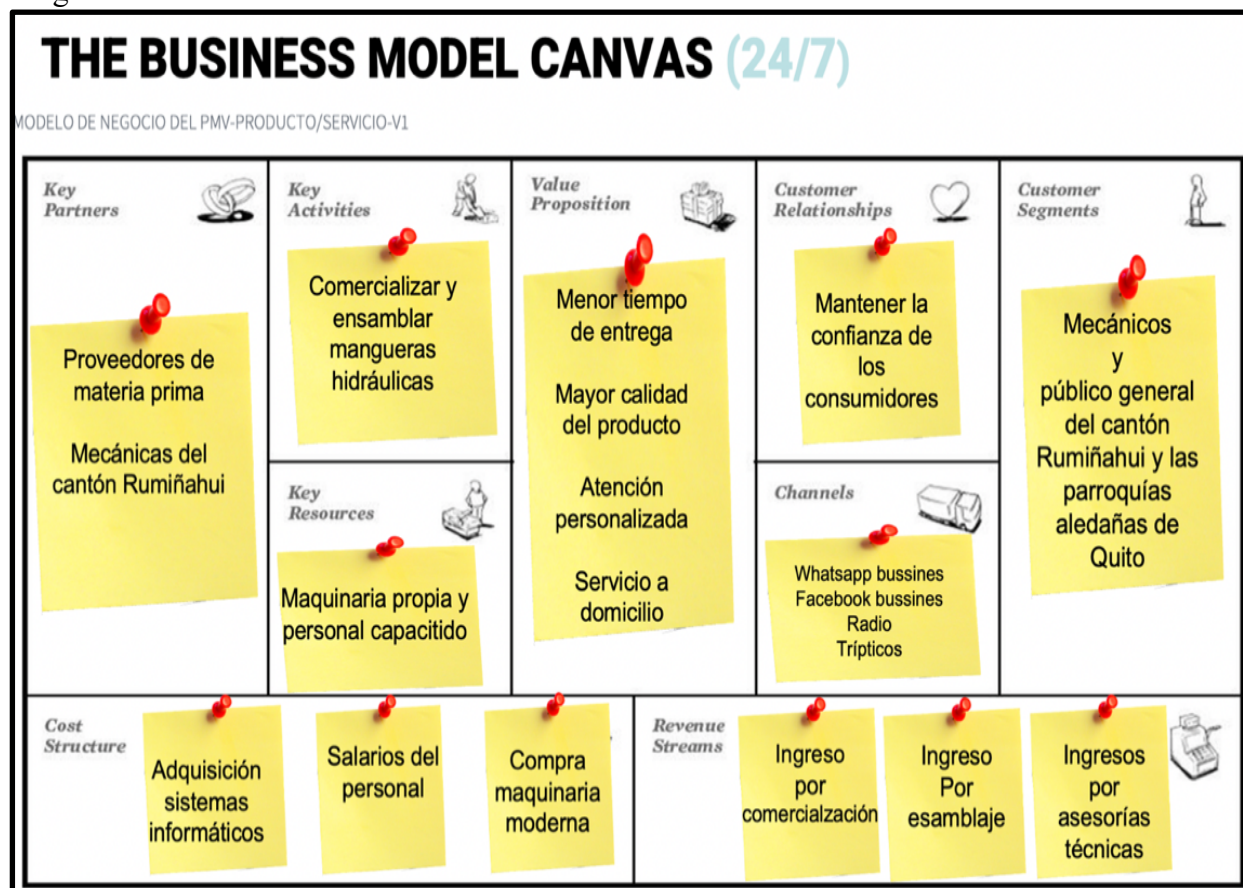 THE BUSINESS MODEL CANVAS (24/7)
MODELO DE NEGOCIO DEL PMV-PRODUCTO/SERVICIO-V1
Key
Partners
Proveedores de
materia prima
Mecánicas del
cantón Rumiñahui
Key
Activities
Comercializar y
ensamblar
mangueras
hidráulicas
Key
Resources
Maquinaria propia y
personal capacitido
Value
Proposition
Menor tiempo
de entrega
Mayor calidad
del producto
Atención
personalizada
Servicio a
domicilio
Customer
Relationships
Mantener la
confianza de
los
consumidores
Channels
Whatsapp bussines
Facebook bussines
Radio
Trípticos
Customer
Segments
Mecánicos
y
público general
del cantón
Rumiñahui y las
parroquías
aledañas de
Quito
Cost
Structure
Adquisición
sistemas
informáticos
Salarios del
personal
Compra
maquinaria
moderna
Revenue
Streams
Ingreso
por
comercialzación
Ingreso
Por
esamblaje
Ingresos
por
asesorías
técnicas